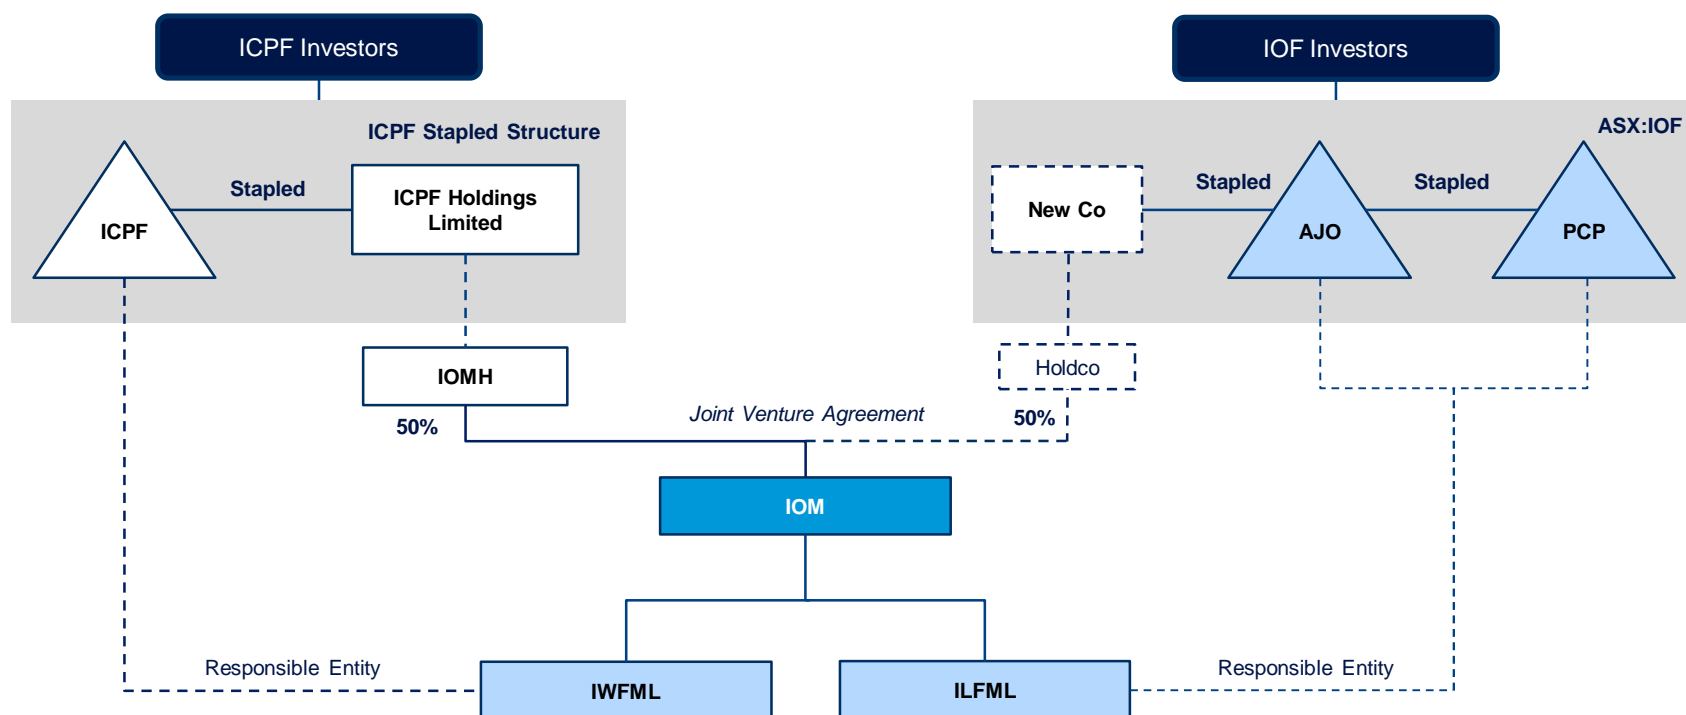 ICPF Investors
IOF Investors
ICPF Stapled Structure
ASX:IOF
Stapled
ICPF Holdings
Limited
ICPF
New Co
Stapled
AJO
Stapled
PCP
IOMH
Holdco
50%
Joint Venture Agreement
50%
IOM
Responsible Entity
IWFML
ILFML
Responsible Entity